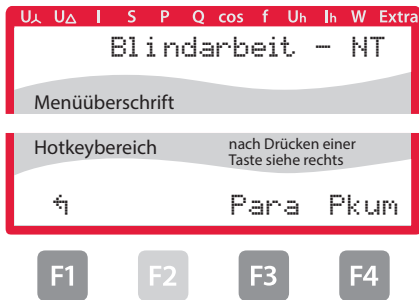 U⅄ U△ I S P Q cos f Uh Ih W Extra
Blindarbeit - NT
Menüüberschrift
Hotkeybereich
nach Drücken einer
Taste siehe rechts
↰ Para Pkum
F1 F2 F3 F4